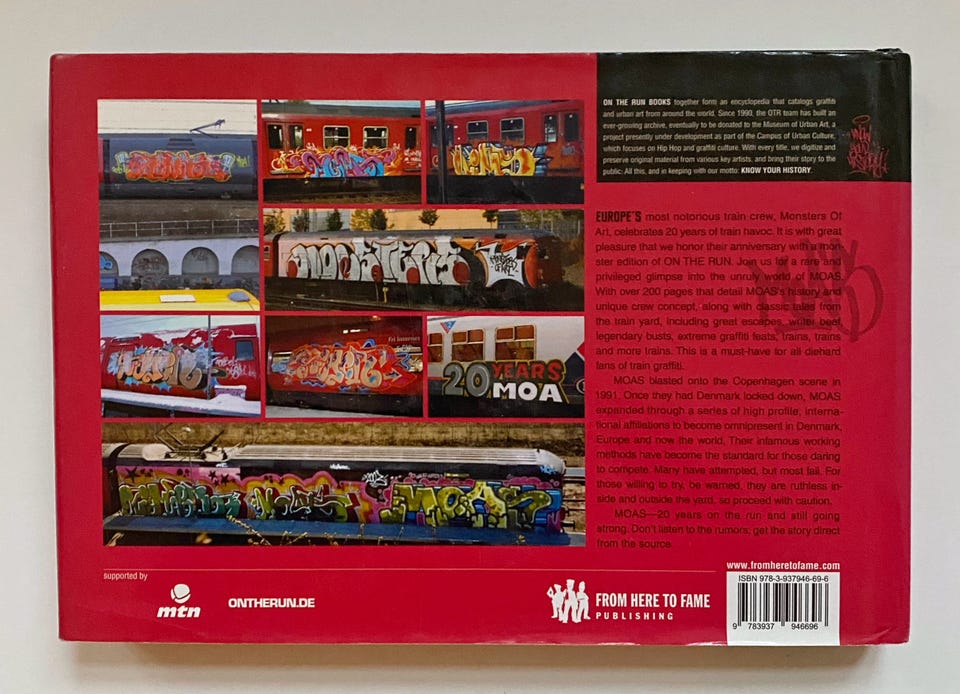 ON THE RUN BOOKS together form an encyclopedia that catalogs graffiti
and urban art from around the world. Since 1990, the OTR team has built an
ever-growing archive, eventually to be donated to the Museum of Urban Art, a
project presently under development as part of the Campus of Urban Culture,
which focuses on Hip Hop and graffiti culture. With every title, we digitize and
preserve original material from various key artists, and bring their story to the
public: All this, and in keeping with our motto: KNOW YOUR HISTORY.
EUROPE'S most notorious train crew, Monsters Of
Art, celebrates 20 years of train havoc. It is with great
pleasure that we honor their anniversary with a mon-
ster edition of ON THE RUN. Join us for a rare and
privileged glimpse into the unruly world of MOAS.
With over 200 pages that detail MOAS's history and
unique crew concept, along with classic tales from
the train yard, including great escapes, writer beef,
legendary busts, extreme graffiti feats, trains, trains
and more trains. This is a must-have for all diehard
fans of train graffiti.
MOAS blasted onto the Copenhagen scene in
1991. Once they had Denmark locked down, MOAS
expanded through a series of high profile, interna-
tional affiliations to become omnipresent in Denmark,
Europe and now the world. Their infamous working
methods have become the standard for those daring
to compete. Many have attempted, but most fail. For
those willing to try, be warned, they are ruthless in-
side and outside the yard, so proceed with caution.
MOAS—20 years on the run and still going
strong. Don't listen to the rumors; get the story direct
from the source.
MONSTERS
20 YEARS
MOA
MOAS
supported by
mtn
ONTHERUN.DE
FROM HERE TO FAME
PUBLISHING
www.fromheretofame.com
ISBN 978-3-937946-69-6
9 783937 946696